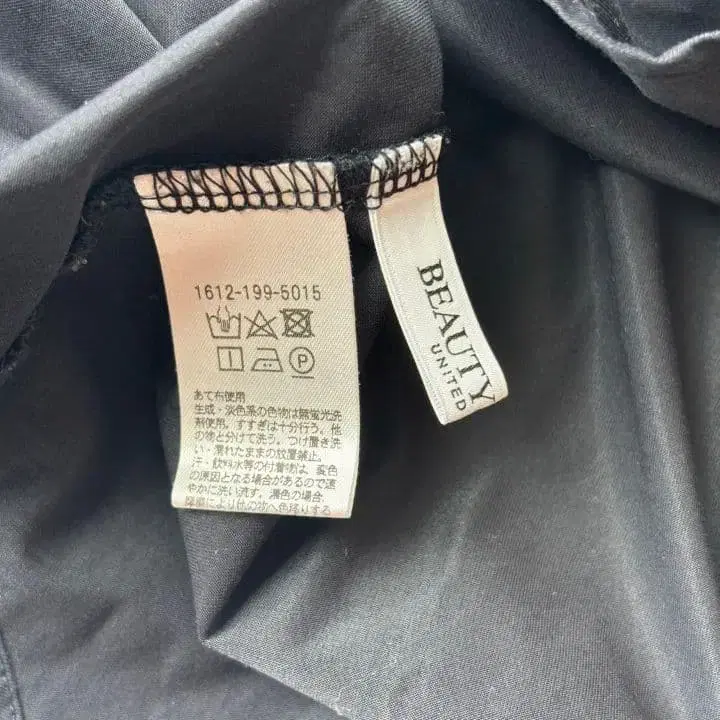 1612-199-5015
P
あて布使用
生成・淡色系の色物は無蛍光洗
剤使用。すすぎは十分行う。他
の物と分けて洗う。つけ置き洗
い・濡れたままの放置禁止。
汗・飲料水等の付着物は、変色
の原因となる場合があるので速
やかに洗い流す。濃色の場合、
摩擦により他の物へ色移りする
BEAUTY
UNITED